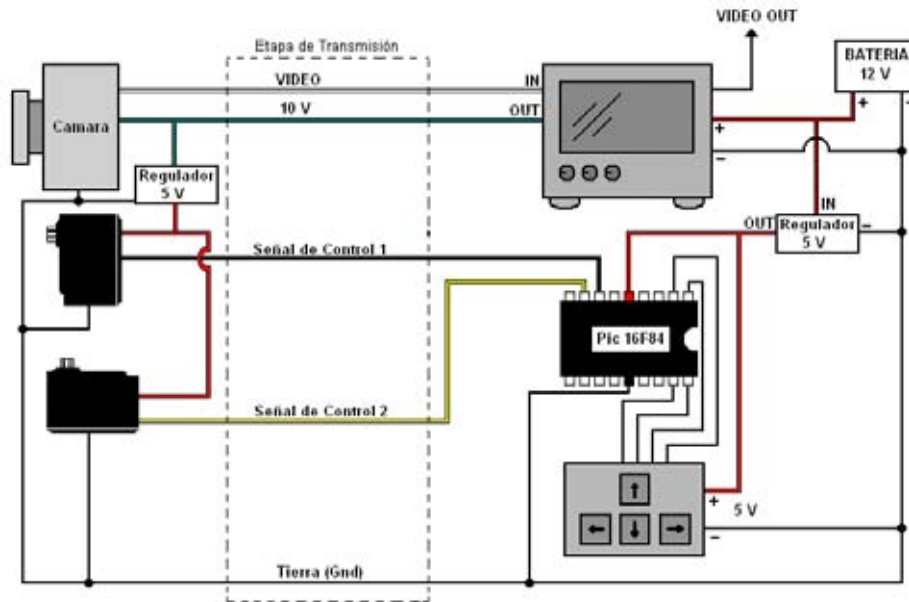 VIDEO OUT
Etapa de Transmisión
BATERIA
12 V
+
-
VIDEO
IN
10 V
OUT
Camara
+
-
Regulador
5 V
IN
OUT
Regulador
5 V
-
Señal de Control 1
Pic 16F84
Señal de Control 2
+
5 V
-
Tierra (Gnd)